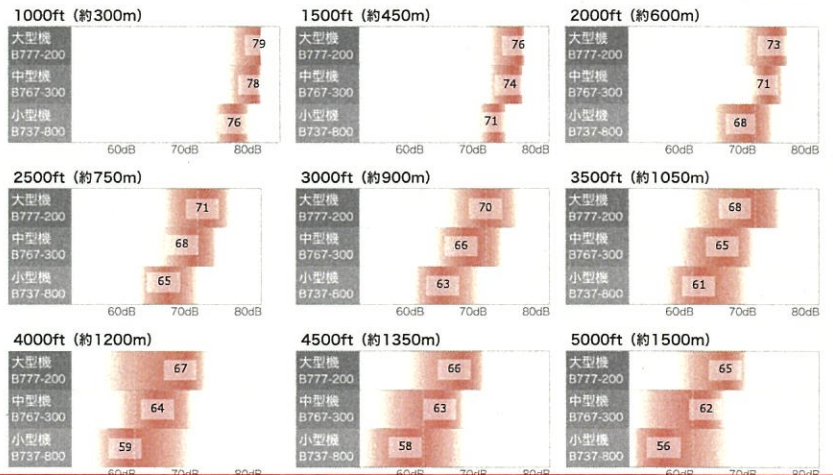 1000ft (約300m)
大型機
B777-200
79
中型機
B767-300
78
小型機
B737-800
76
60dB 70dB 80dB
1500ft (約450m)
大型機
B777-200
76
中型機
B767-300
74
小型機
B737-800
71
60dB 70dB 80dB
2000ft (約600m)
大型機
B777-200
73
中型機
B767-300
71
小型機
B737-800
68
60dB 70dB 80dB
2500ft (約750m)
大型機
B777-200
71
中型機
B767-300
68
小型機
B737-800
65
60dB 70dB 80dB
3000ft (約900m)
大型機
B777-200
70
中型機
B767-300
66
小型機
B737-800
63
60dB 70dB 80dB
3500ft (約1050m)
大型機
B777-200
68
中型機
B767-300
65
小型機
B737-800
61
60dB 70dB 80dB
4000ft (約1200m)
大型機
B777-200
67
中型機
B767-300
64
小型機
B737-800
59
60dB 70dB 80dB
4500ft (約1350m)
大型機
B777-200
66
中型機
B767-300
63
小型機
B737-800
58
60dB 70dB 80dB
5000ft (約1500m)
大型機
B777-200
65
中型機
B767-300
62
小型機
B737-800
56
60dB 70dB 80dB